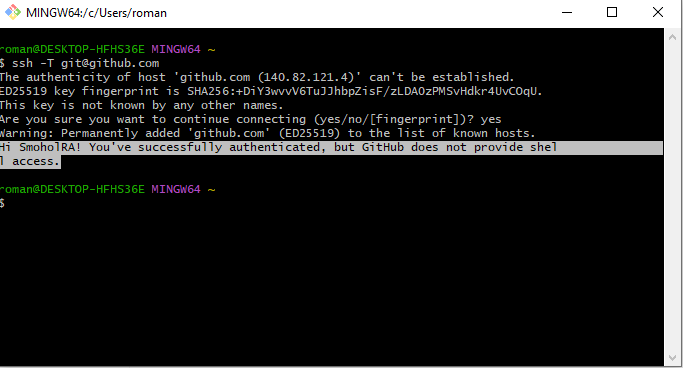 MINGW64:/c/Users/roman
roman@DESKTOP-HFHS36E MINGW64 ~
$ ssh -T git@github.com
The authenticity of host 'github.com (140.82.121.4)' can't be established.
ED25519 key fingerprint is SHA256:+DiY3wvvV6TuJJhbpZisF/zLDA0zPMSvHdkr4UvCOqU.
This key is not known by any other names.
Are you sure you want to continue connecting (yes/no/[fingerprint])? yes
Warning: Permanently added 'github.com' (ED25519) to the list of known hosts.
Hi SmoholRA! You've successfully authenticated, but GitHub does not provide shel
l access.
roman@DESKTOP-HFHS36E MINGW64 ~
$